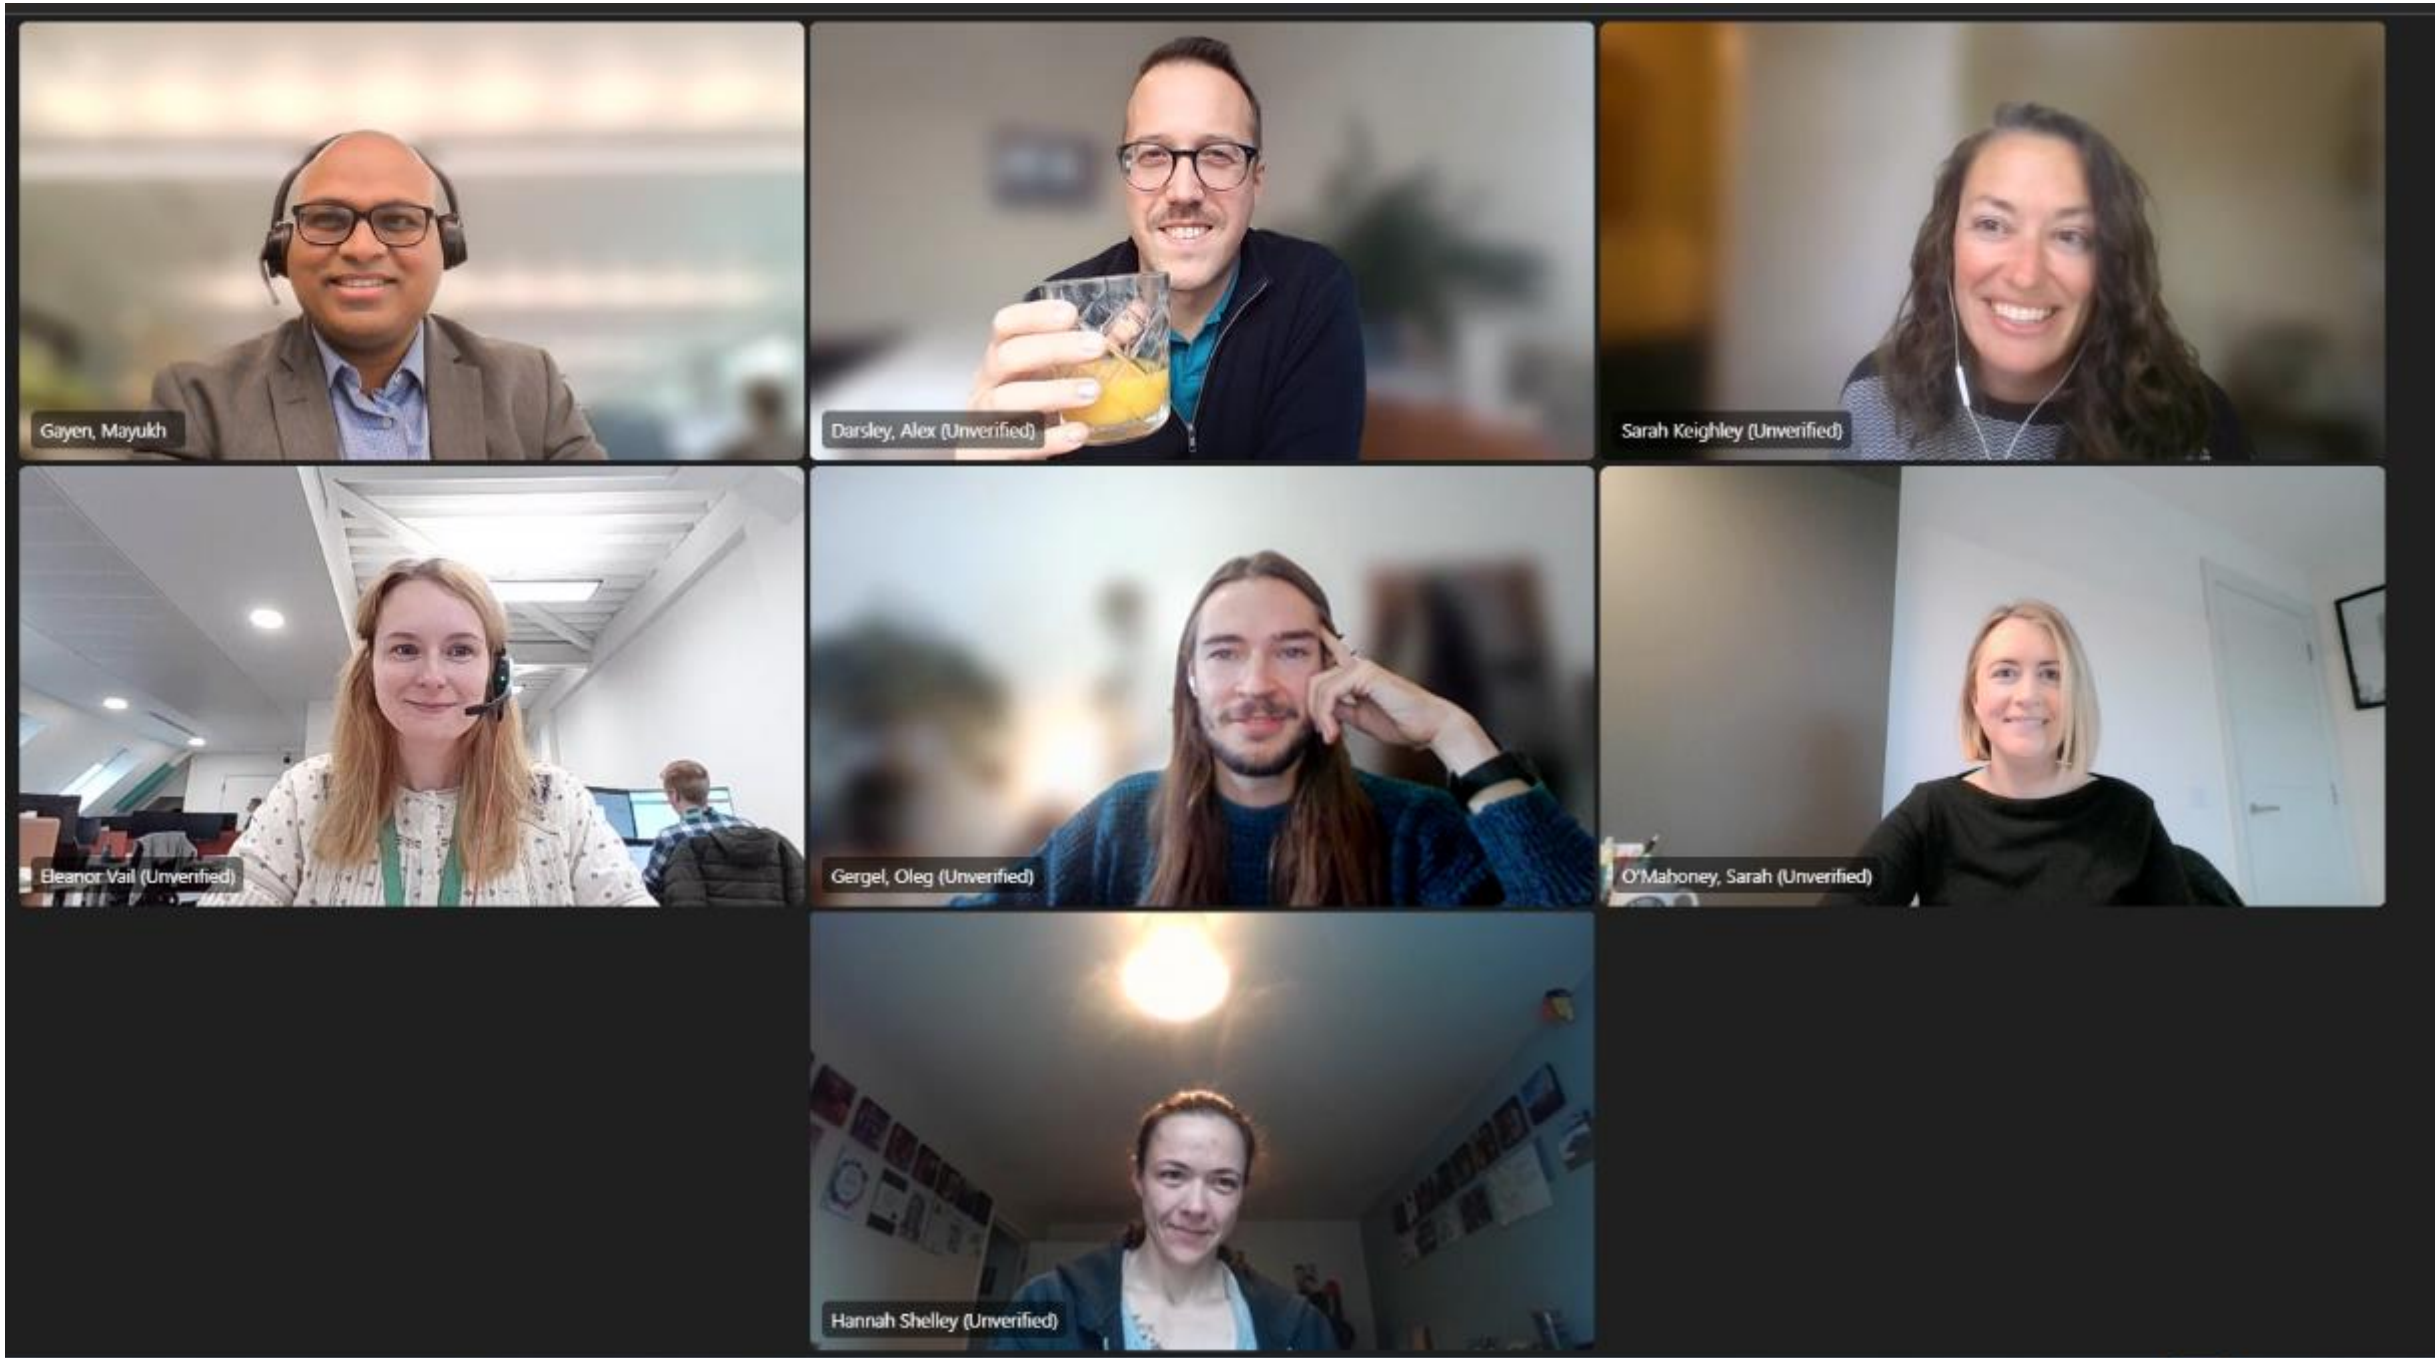 Gayen, Mayukh
Darsley, Alex (Unverified)
Sarah Keighley (Unverified)
Eleanor Vail (Unverified)
Gergel, Oleg (Unverified)
O'Mahoney, Sarah (Unverified)
Hannah Shelley (Unverified)